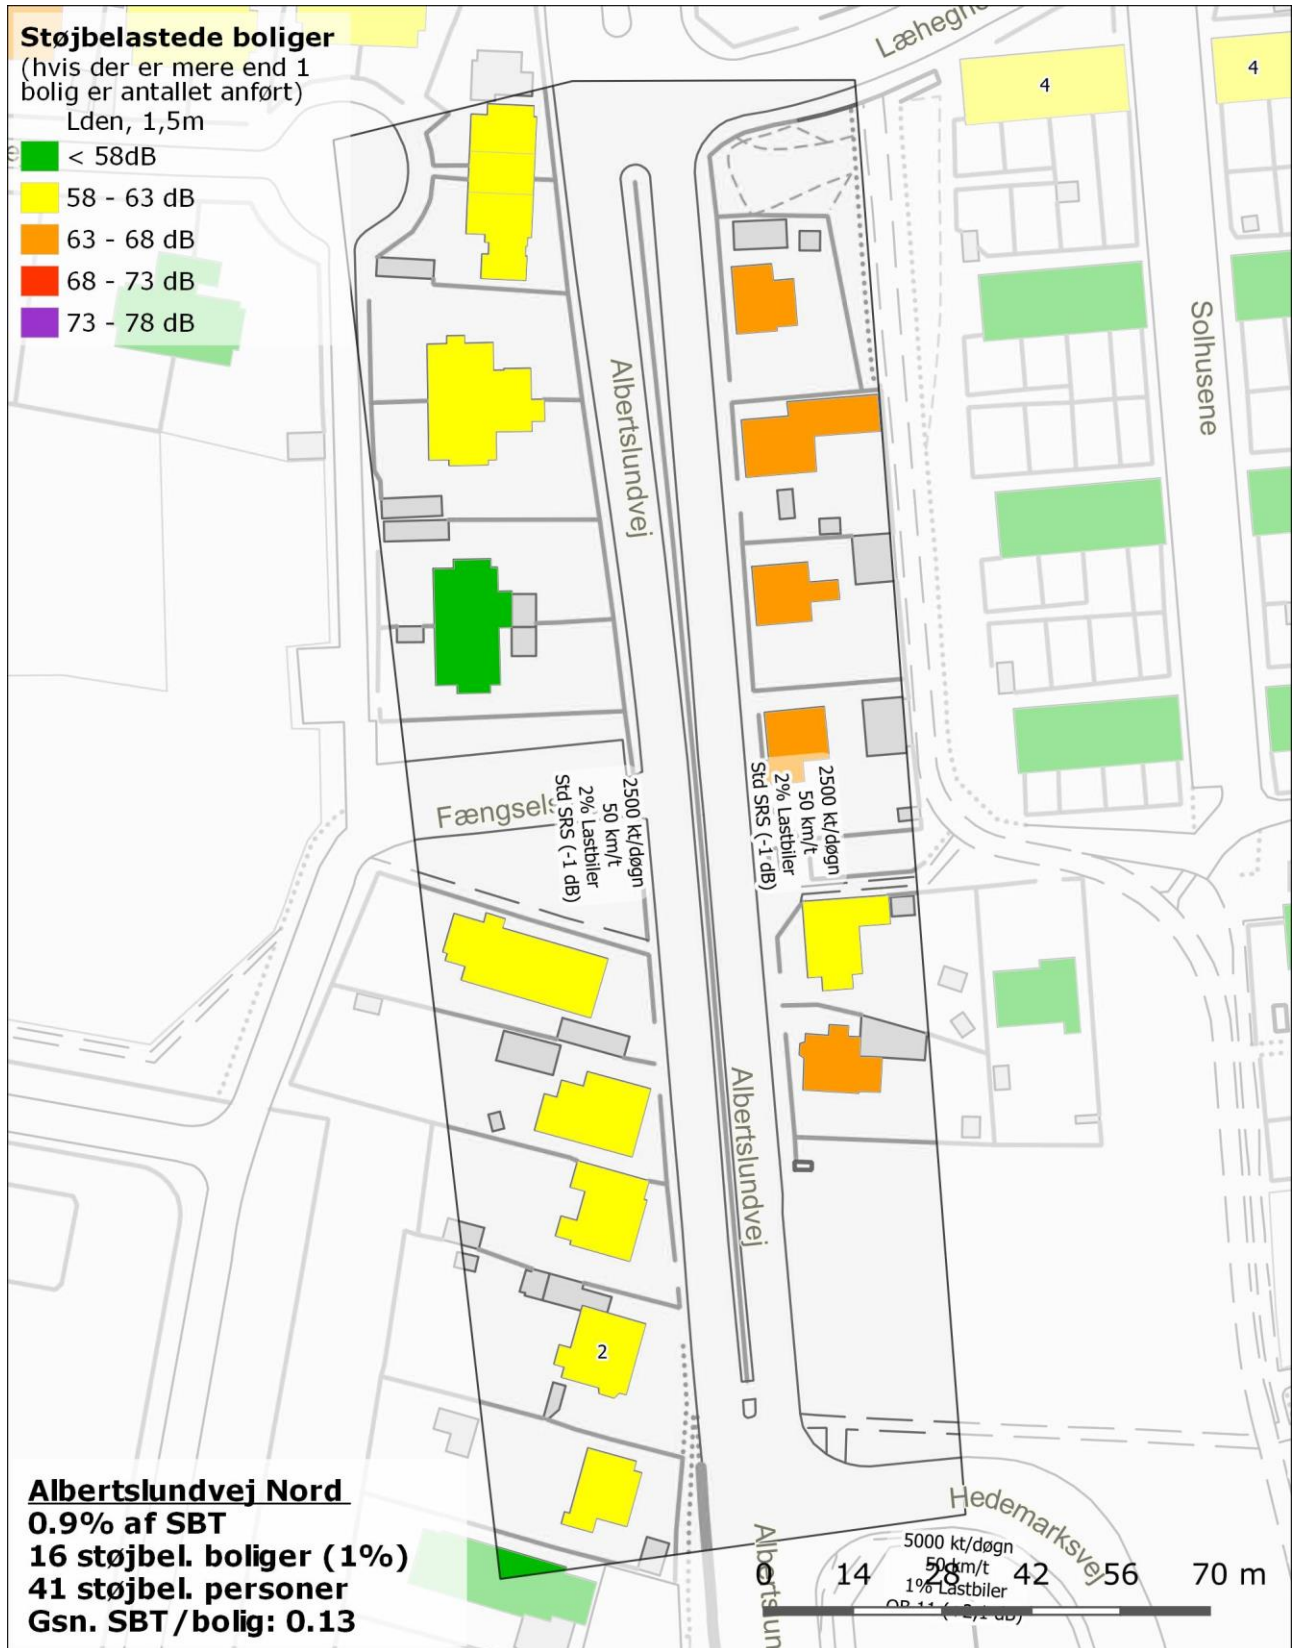 Støjbelastede boliger
(hvis der er mere end 1
bolig er antallet anført)
Lden, 1,5m
< 58dB
58 - 63 dB
63 - 68 dB
68 - 73 dB
73 - 78 dB
4
4
Solhusene
Albertslundvej
2500 kt/døgn
50 km/t
2% Lastbiler
Std SRS (-1 dB)
2500 kt/døgn
50 km/t
2% Lastbiler
Std SRS (-1 dB)
Albertslundvej
2
Hedemarksvej
Albertslun
5000 kt/døgn
50 km/t
1% Lastbiler
0 14 28 42 56 70 m
Albertslundvej Nord
0.9% af SBT
16 støjbel. boliger (1%)
41 støjbel. personer
Gsn. SBT/bolig: 0.13